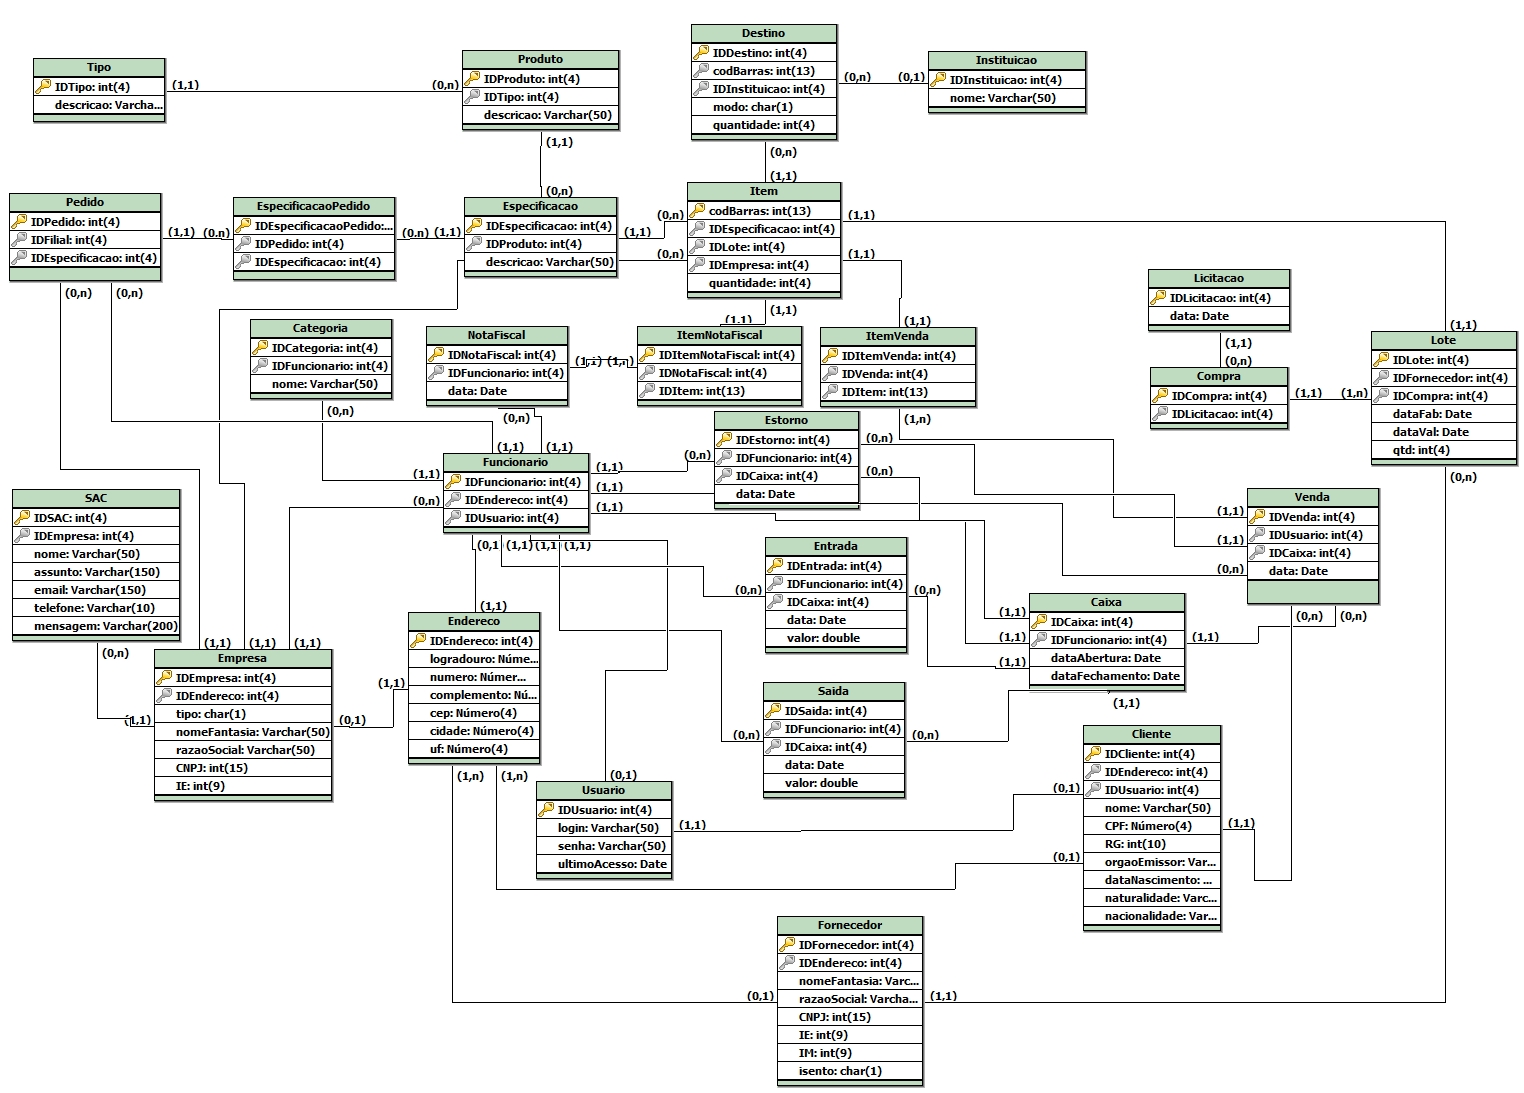 Destino
IDDestino: int(4)
codBarras: int(13)
IDInstituicao: int(4)
modo: char(1)
quantidade: int(4)
(0,n)
(0,1)
Instituicao
IDInstituicao: int(4)
nome: Varchar(50)
Tipo
IDTipo: int(4)
descricao: Varcha...
(1,1)
(0,n)
Produto
IDProduto: int(4)
IDTipo: int(4)
descricao: Varchar(50)
(1,1)
(0,n)
(0,n)
(1,1)
Pedido
IDPedido: int(4)
IDFilial: int(4)
IDEspecificacao: int(4)
(1,1)
(0,n)
(0,n)
(0,n)
EspecificacaoPedido
IDEspecificacaoPedido:...
IDPedido: int(4)
IDEspecificacao: int(4)
(0,n)
(1,1)
Especificacao
IDEspecificacao: int(4)
IDProduto: int(4)
descricao: Varchar(50)
(1,1)
(0,n)
(0,n)
Item
codBarras: int(13)
IDEspecificacao: int(4)
IDLote: int(4)
IDEmpresa: int(4)
quantidade: int(4)
(1,1)
(1,1)
(1,1)
(1,1)
(1,1)
(1,1)
Licitacao
IDLicitacao: int(4)
data: Date
(1,1)
(0,n)
Categoria
IDCategoria: int(4)
IDFuncionario: int(4)
nome: Varchar(50)
(0,n)
NotaFiscal
IDNotaFiscal: int(4)
IDFuncionario: int(4)
data: Date
(0,n)
(1,1)
(1,n)
ItemNotaFiscal
IDItemNotaFiscal: int(4)
IDNotaFiscal: int(4)
IDItem: int(13)
ItemVenda
IDItemVenda: int(4)
IDVenda: int(4)
IDItem: int(13)
(1,n)
Compra
IDCompra: int(4)
IDLicitacao: int(4)
(1,1)
(1,n)
Lote
IDLote: int(4)
IDFornecedor: int(4)
IDCompra: int(4)
dataFab: Date
dataVal: Date
qtd: int(4)
(0,n)
Estorno
IDEstorno: int(4)
IDFuncionario: int(4)
IDCaixa: int(4)
data: Date
(0,n)
(0,n)
(0,n)
(1,1)
(1,1)
Funcionario
IDFuncionario: int(4)
IDEndereco: int(4)
IDUsuario: int(4)
(1,1)
(0,n)
(1,1)
(1,1)
(1,1)
(0,1)
(1,1)
(1,1)
(1,1)
SAC
IDSAC: int(4)
IDEmpresa: int(4)
nome: Varchar(50)
assunto: Varchar(150)
email: Varchar(150)
telefone: Varchar(10)
mensagem: Varchar(200)
(0,n)
Venda
IDVenda: int(4)
IDUsuario: int(4)
IDCaixa: int(4)
data: Date
(1,1)
(1,1)
(0,n)
(0,n)
(0,n)
Entrada
IDEntrada: int(4)
IDFuncionario: int(4)
IDCaixa: int(4)
data: Date
valor: double
(0,n)
(0,n)
Caixa
IDCaixa: int(4)
IDFuncionario: int(4)
dataAbertura: Date
dataFechamento: Date
(1,1)
(1,1)
(1,1)
(1,1)
(1,1)
Empresa
IDEmpresa: int(4)
IDEndereco: int(4)
tipo: char(1)
nomeFantasia: Varchar(50)
razaoSocial: Varchar(50)
CNPJ: int(15)
IE: int(9)
(1,1)
(1,1)
(1,1)
(1,1)
(0,1)
(1,1)
(1,1)
Endereco
IDEndereco: int(4)
logradouro: Núme...
numero: Númer...
complemento: Nú...
cep: Número(4)
cidade: Número(4)
uf: Número(4)
(1,n)
(1,n)
Saida
IDSaida: int(4)
IDFuncionario: int(4)
IDCaixa: int(4)
data: Date
valor: double
(0,n)
(0,n)
Usuario
IDUsuario: int(4)
login: Varchar(50)
senha: Varchar(50)
ultimoAcesso: Date
(0,1)
(1,1)
Cliente
IDCliente: int(4)
IDEndereco: int(4)
IDUsuario: int(4)
nome: Varchar(50)
CPF: Número(4)
RG: int(10)
orgaoEmissor: Var...
dataNascimento: ...
naturalidade: Varc...
nacionalidade: Var...
(0,1)
(0,1)
(1,1)
Fornecedor
IDFornecedor: int(4)
IDEndereco: int(4)
nomeFantasia: Varc...
razaoSocial: Varcha...
CNPJ: int(15)
IE: int(9)
IM: int(9)
isento: char(1)
(0,1)
(1,1)